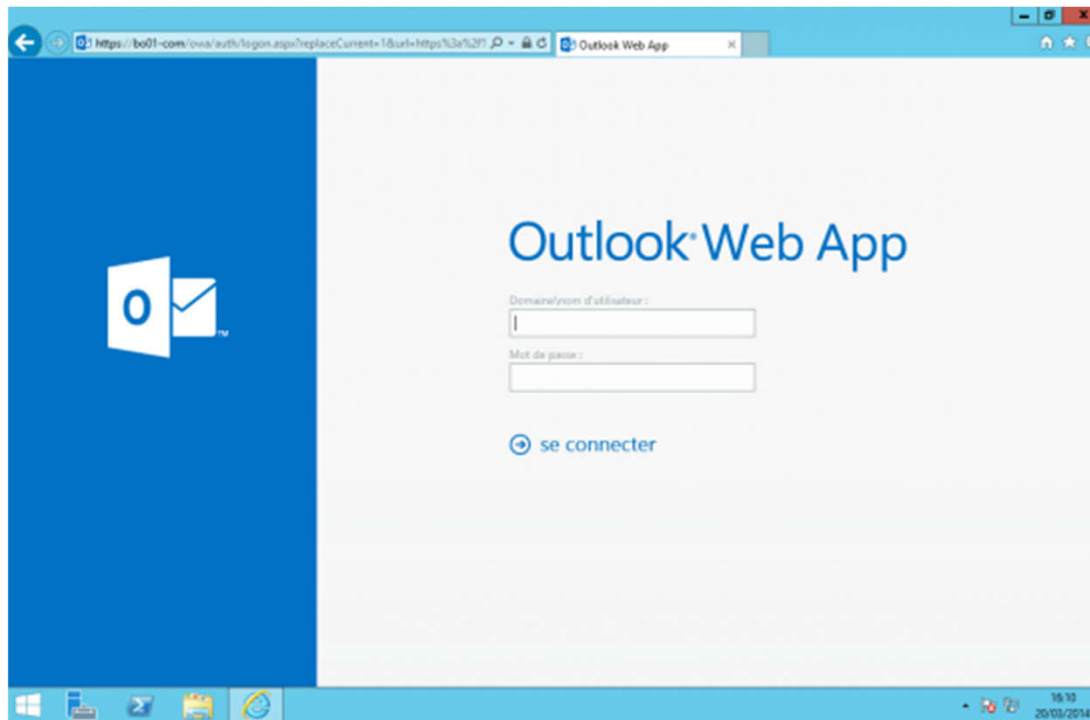 https://bo01-com/owa/auth/logon.aspx?replaceCurrent=1&url=https%3a%2f
Outlook Web App
Outlook® Web App
Domaine\nom d'utilisateur :
Mot de passe :
se connecter
O
TM
16:10
20/03/2014